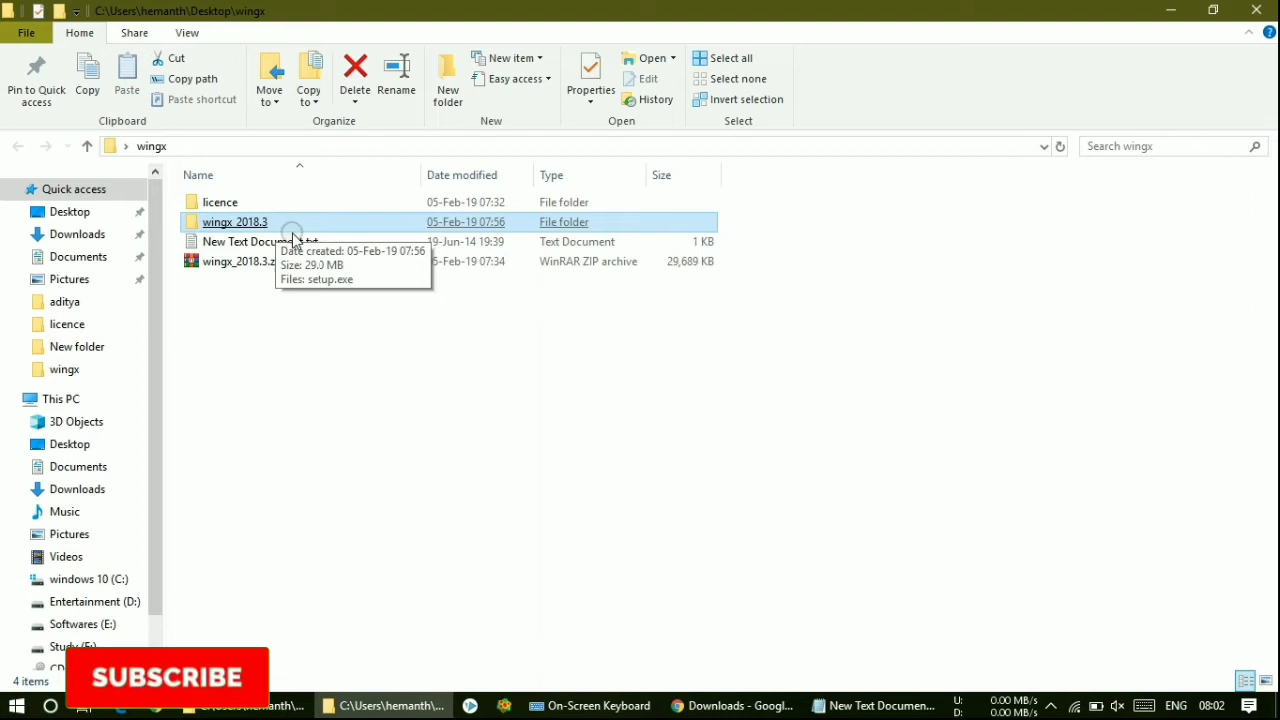 C:\Users\hemanth\Desktop\wingx
File
Home
Share
View
Pin to Quick
access
Copy
Paste
Cut
Copy path
Paste shortcut
Clipboard
Move
to
Copy
to
Delete
Rename
Organize
New
folder
New item
Easy access
New
Properties
Open
Edit
History
Open
Select all
Select none
Invert selection
Select
wingx
Search wingx
Name
Date modified
Type
Size
licence
05-Feb-19 07:32
File folder
wingx_2018.3
05-Feb-19 07:56
File folder
New Text Document.txt
19-Jun-14 19:39
Text Document
1 KB
wingx_2018.3.z
5-Feb-19 07:34
WinRAR ZIP archive
29,689 KB
Date created: 05-Feb-19 07:56
Size: 29.0 MB
Files: setup.exe
Quick access
Desktop
Downloads
Documents
Pictures
aditya
licence
New folder
wingx
This PC
3D Objects
Desktop
Documents
Downloads
Music
Pictures
Videos
windows 10 (C:)
Entertainment (D:)
Softwares (E:)
4 items
SUBSCRIBE
C:\Users\hemanth\...
On-Screen Keyboard
Downloads - Googl...
New Text Documen...
U: 0.00 MB/s
D: 0.00 MB/s
ENG
08:02